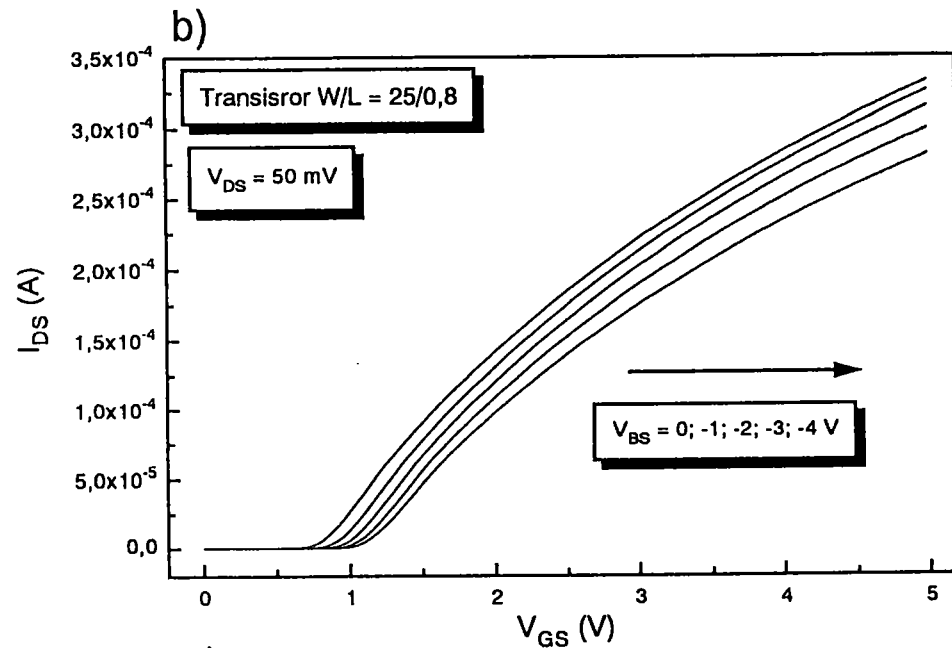 b)
3,5x10⁻⁴
3,0x10⁻⁴
2,5x10⁻⁴
2,0x10⁻⁴
1,5x10⁻⁴
1,0x10⁻⁴
5,0x10⁻⁵
0,0
I_DS (A)
Transisror W/L = 25/0,8
V_DS = 50 mV
V_BS = 0; -1; -2; -3; -4 V
0 1 2 3 4 5
V_GS (V)